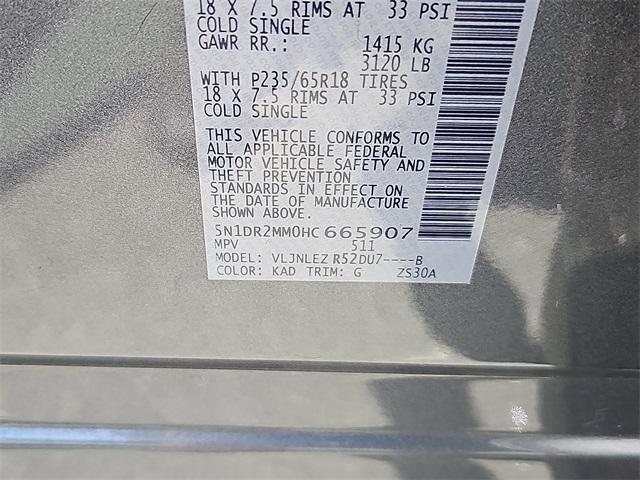 18 X 7.5 RIMS AT 33 PSI
COLD SINGLE
GAWR RR.: 1415 KG
3120 LB
WITH P235/65R18 TIRES
18 X 7.5 RIMS AT 33 PSI
COLD SINGLE
THIS VEHICLE CONFORMS TO
ALL APPLICABLE FEDERAL
MOTOR VEHICLE SAFETY AND
THEFT PREVENTION
STANDARDS IN EFFECT ON
THE DATE OF MANUFACTURE
SHOWN ABOVE.
5N1DR2MM0HC 665907
MPV 511
MODEL: VLJNLEZ R52DU7----B
COLOR: KAD TRIM: G ZS30A